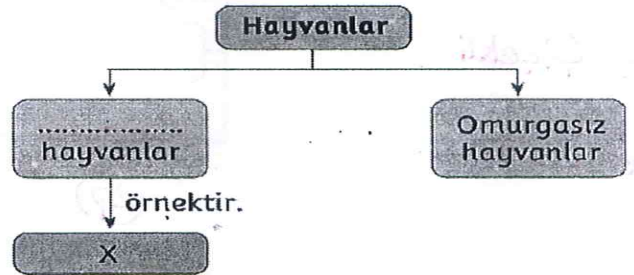 Hayvanlar
..................
hayvanlar
Omurgasız
hayvanlar
örnektir.
X